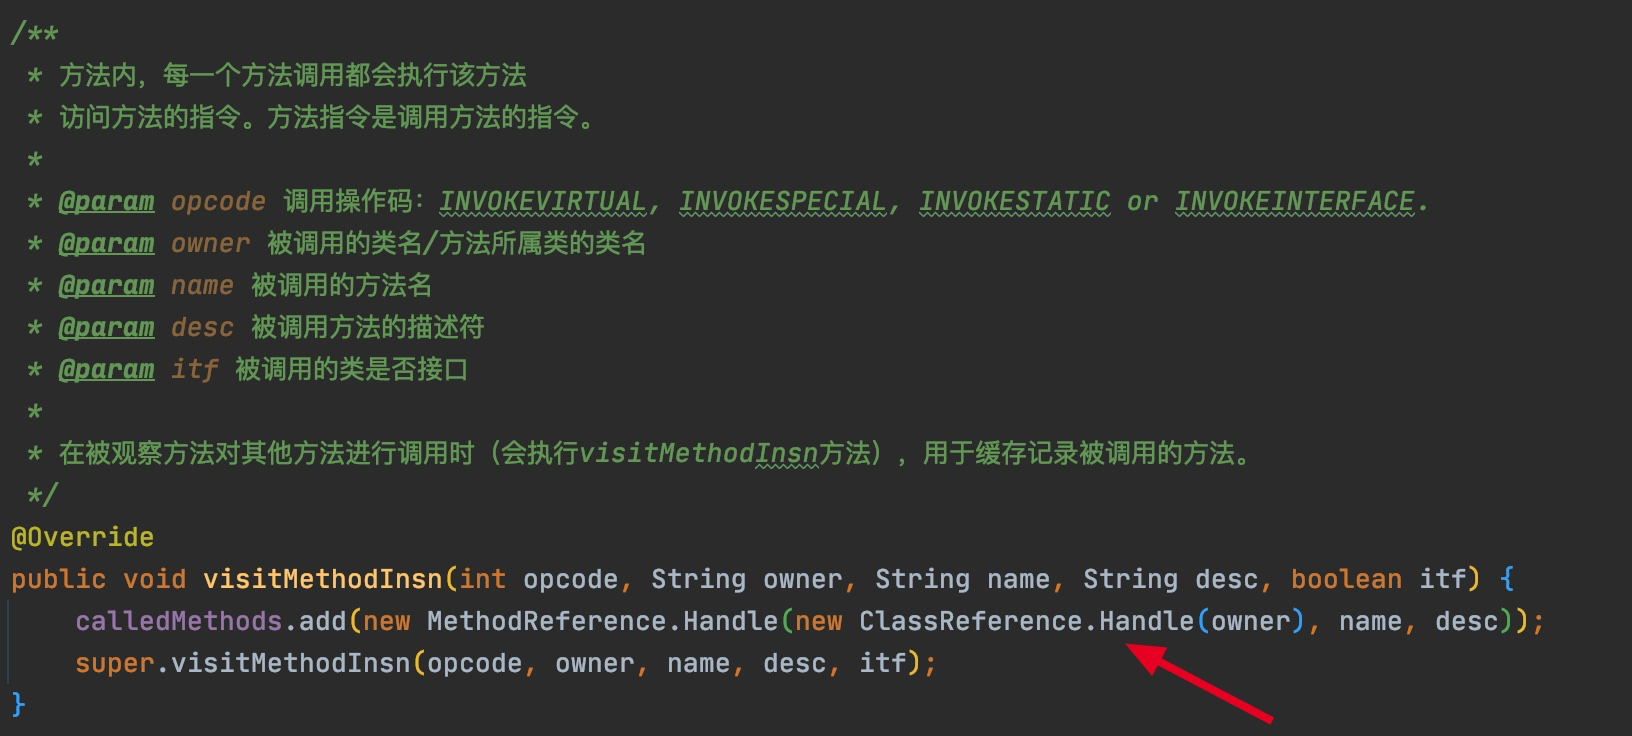 /**
 * 方法内，每一个方法调用都会执行该方法
 * 访问方法的指令。方法指令是调用方法的指令。
 *
 * @param opcode 调用操作码：INVOKEVIRTUAL, INVOKESPECIAL, INVOKESTATIC or INVOKEINTERFACE.
 * @param owner 被调用的类名/方法所属类的类名
 * @param name 被调用的方法名
 * @param desc 被调用方法的描述符
 * @param itf 被调用的类是否接口
 *
 * 在被观察方法对其他方法进行调用时（会执行visitMethodInsn方法），用于缓存记录被调用的方法。
 */
@Override
public void visitMethodInsn(int opcode, String owner, String name, String desc, boolean itf) {
    calledMethods.add(new MethodReference.Handle(new ClassReference.Handle(owner), name, desc));
    super.visitMethodInsn(opcode, owner, name, desc, itf);
}